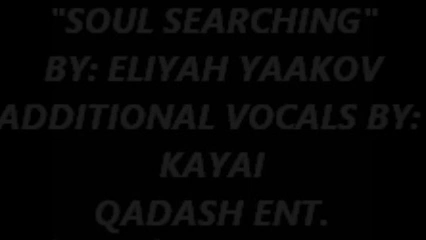 "SOUL SEARCHING"
BY: ELIYAH YAAKOV
ADDITIONAL VOCALS BY:
KAYAI
QADASH ENT.